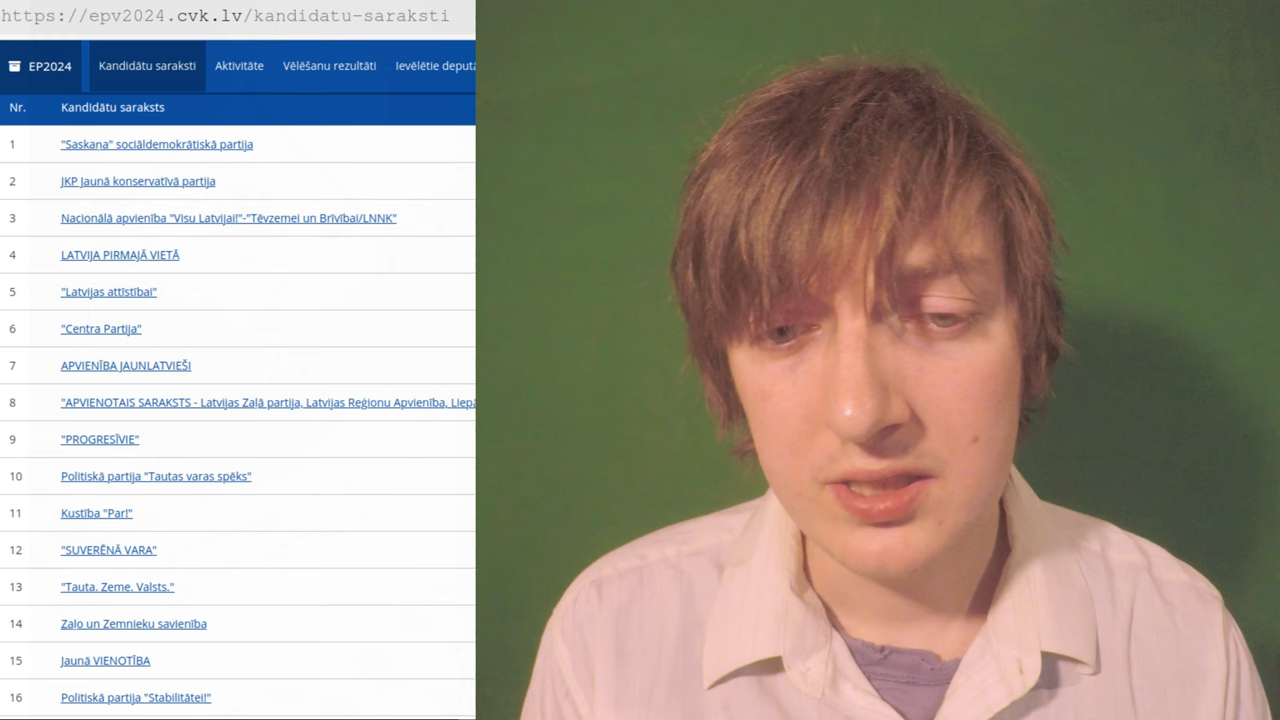 https://epv2024.cvk.lv/kandidatu-saraksti
EP2024 Kandidātu saraksti Aktivitāte Vēlēšanu rezultāti Ievēlētie deputā
Nr. Kandidātu saraksts
1 "Saskaņa" sociāldemokrātiskā partija
2 JKP Jaunā konservatīvā partija
3 Nacionālā apvienība "Visu Latvijai!"-"Tēvzemei un Brīvībai/LNNK"
4 LATVIJA PIRMAJĀ VIETĀ
5 "Latvijas attīstībai"
6 "Centra Partija"
7 APVIENĪBA JAUNLATVIEŠI
8 "APVIENOTAIS SARAKSTS - Latvijas Zaļā partija, Latvijas Reģionu Apvienība, Liepā
9 "PROGRESĪVIE"
10 Politiskā partija "Tautas varas spēks"
11 Kustība "Par!"
12 "SUVERĒNĀ VARA"
13 "Tauta. Zeme. Valsts."
14 Zaļo un Zemnieku savienība
15 Jaunā VIENOTĪBA
16 Politiskā partija "Stabilitātei!"